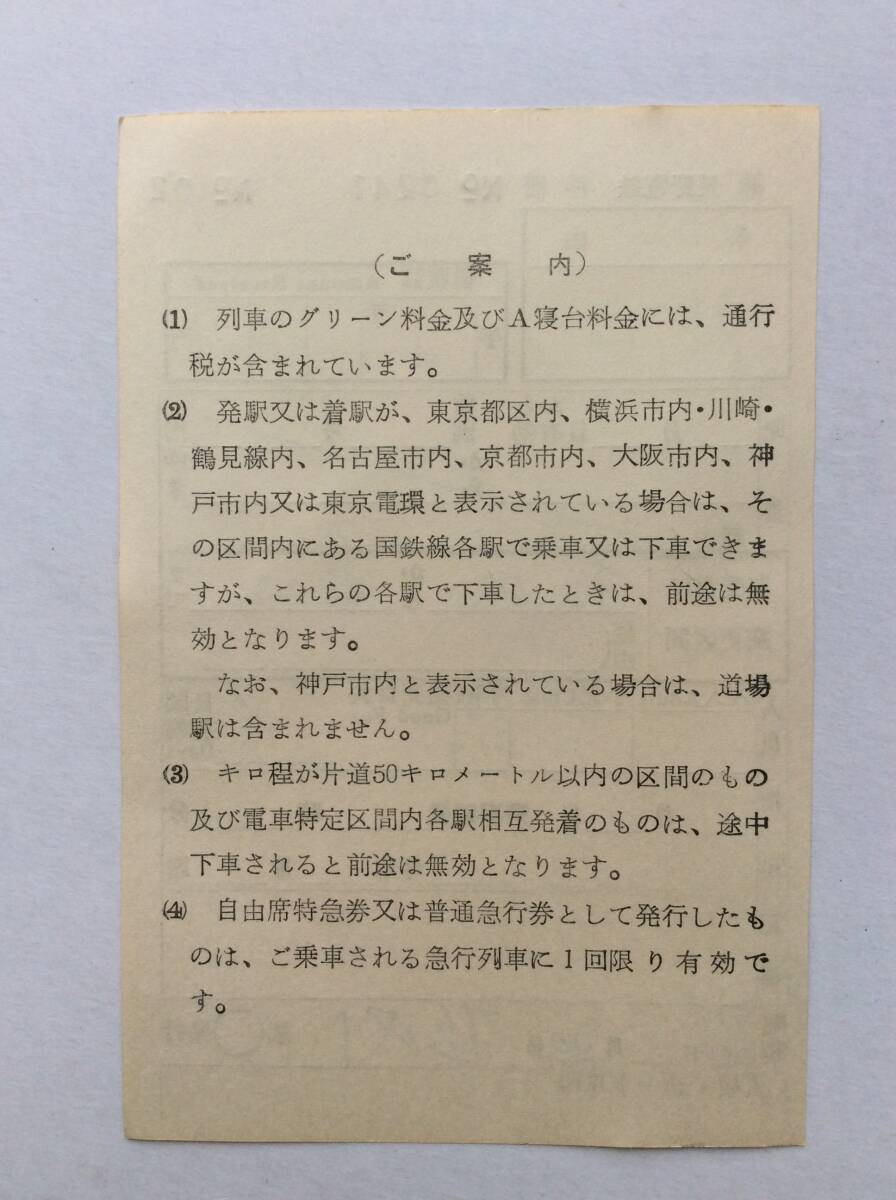 (ご案内)
(1) 列車のグリーン料金及びA寝台料金には、通行
税が含まれています。
(2) 発駅又は着駅が、東京都区内、横浜市内・川崎・
鶴見線内、名古屋市内、京都市内、大阪市内、神
戸市内又は東京電環と表示されている場合は、そ
の区間内にある国鉄線各駅で乗車又は下車できま
すが、これらの各駅で下車したときは、前途は無
効となります。
なお、神戸市内と表示されている場合は、道場
駅は含まれません。
(3) キロ程が片道50キロメートル以内の区間のもの
及び電車特定区間内各駅相互発着のものは、途中
下車されると前途は無効となります。
(4) 自由席特急券又は普通急行券として発行したも
のは、ご乗車される急行列車に1回限り有効で
す。